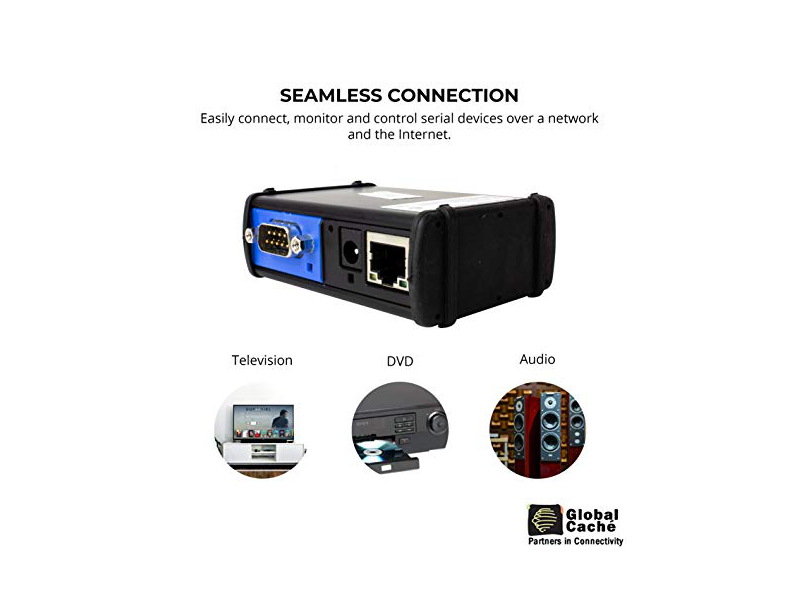 SEAMLESS CONNECTION
Easily connect, monitor and control serial devices over a network
and the Internet.
Television
DVD
Audio
Global
Caché
Partners in Connectivity